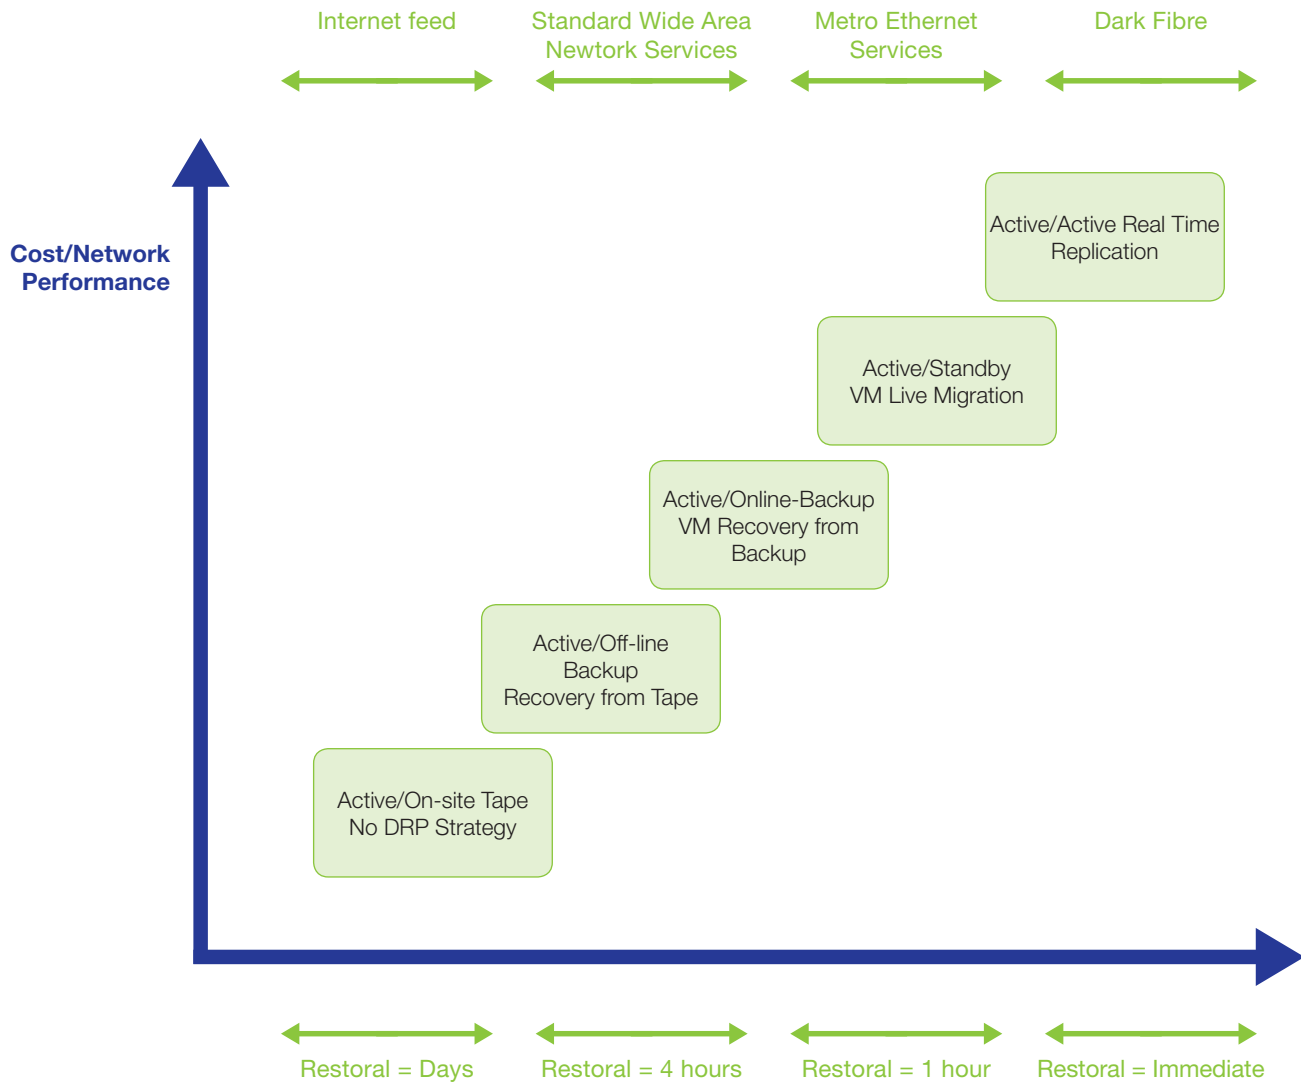 Internet feed
Standard Wide Area
Newtork Services
Metro Ethernet
Services
Dark Fibre
Cost/Network
Performance
Active/Active Real Time
Replication
Active/Standby
VM Live Migration
Active/Online-Backup
VM Recovery from
Backup
Active/Off-line
Backup
Recovery from Tape
Active/On-site Tape
No DRP Strategy
Restoral = Days
Restoral = 4 hours
Restoral = 1 hour
Restoral = Immediate